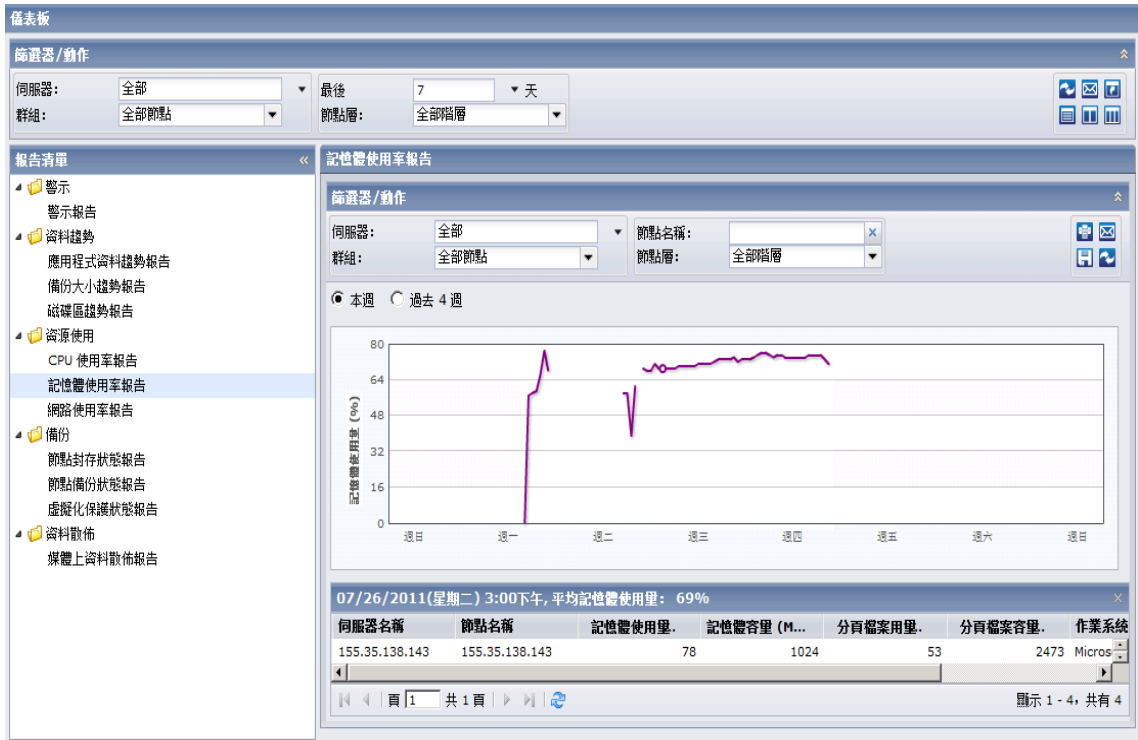 儀表板
篩選器/動作
伺服器: 全部 最後 7 天
群組: 全部節點 節點層: 全部階層
報告清單
警示
警示報告
資料趨勢
應用程式資料趨勢報告
備份大小趨勢報告
磁碟區趨勢報告
資源使用
CPU 使用率報告
記憶體使用率報告
網路使用率報告
備份
節點封存狀態報告
節點備份狀態報告
虛擬化保護狀態報告
資料散佈
媒體上資料散佈報告
記憶體使用率報告
篩選器/動作
伺服器: 全部 節點名稱:
群組: 全部節點 節點層: 全部階層
本週 過去 4 週
記憶體使用量 (%)
80
64
48
32
16
0
週日 週一 週二 週三 週四 週五 週六 週日
07/26/2011(星期二) 3:00下午, 平均記憶體使用量: 69%
伺服器名稱 節點名稱 記憶體使用量. 記憶體容量 (M... 分頁檔案用量. 分頁檔案容量. 作業系統
155.35.138.143 155.35.138.143 78 1024 53 2473 Micros
頁 1 共 1 頁 顯示 1 - 4, 共有 4